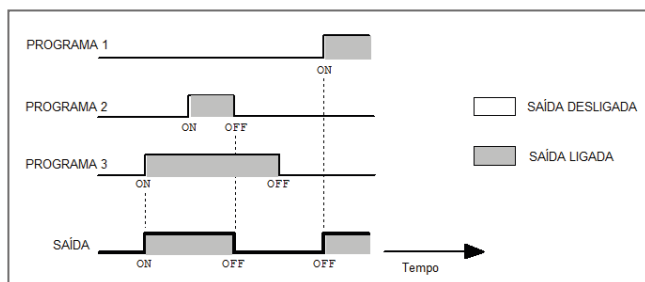 PROGRAMA 1
ON
PROGRAMA 2
ON OFF
SAÍDA DESLIGADA
PROGRAMA 3
ON OFF
SAÍDA LIGADA
SAÍDA
ON OFF OFF
Tempo